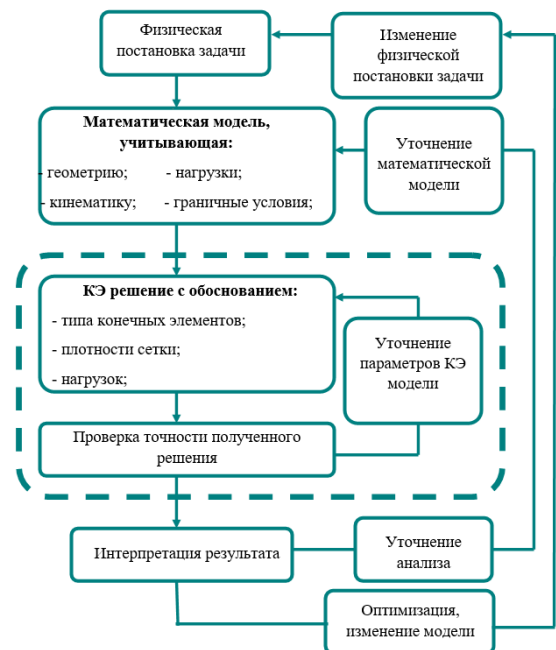 Физическая
постановка задачи
Изменение
физической
постановки задачи
Математическая модель,
учитывающая:
- геометрию; - нагрузки;
- кинематику; - граничные условия;
Уточнение
математической
модели
КЭ решение с обоснованием:
- типа конечных элементов;
- плотности сетки;
- нагрузок;
Уточнение
параметров КЭ
модели
Проверка точности полученного
решения
Интерпретация результата
Уточнение
анализа
Оптимизация,
изменение модели